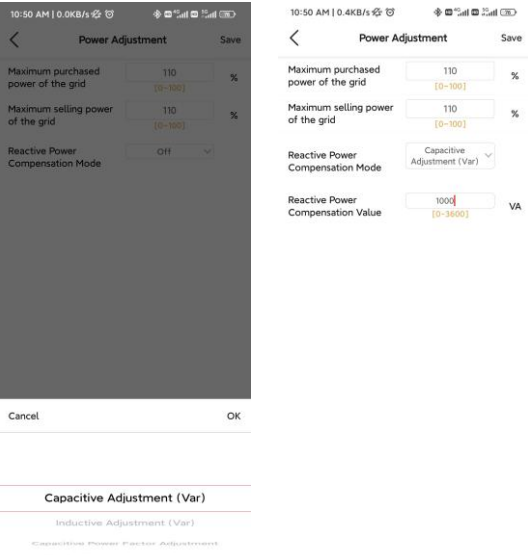 10:50 AM | 0.4KB/s
Power Adjustment
Save
Maximum purchased
power of the grid
110
%
[0~100]
Maximum selling power
of the grid
110
%
[0~100]
Reactive Power
Compensation Mode
Off
Cancel
OK
Capacitive Adjustment (Var)
Inductive Adjustment (Var)
Capacitive Power Factor Adjustment
10:50 AM | 0.4KB/s
Power Adjustment
Save
Maximum purchased
power of the grid
110
%
[0~100]
Maximum selling power
of the grid
110
%
[0~100]
Reactive Power
Compensation Mode
Capacitive
Adjustment (Var)
Reactive Power
Compensation Value
1000
VA
[0~3600]